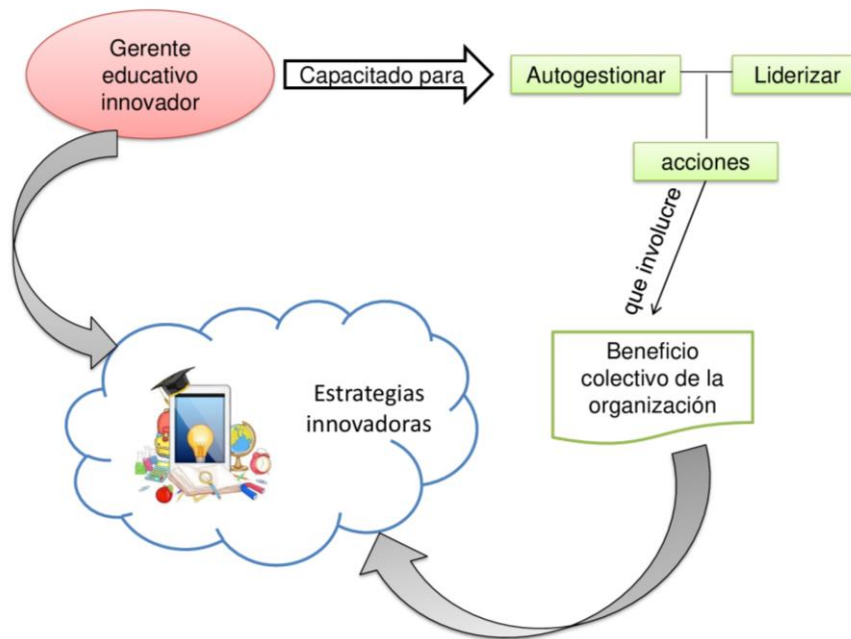 Gerente
educativo
innovador
Capacitado para
Autogestionar
Liderizar
acciones
que involucre
Beneficio
colectivo de la
organización
Estrategias
innovadoras